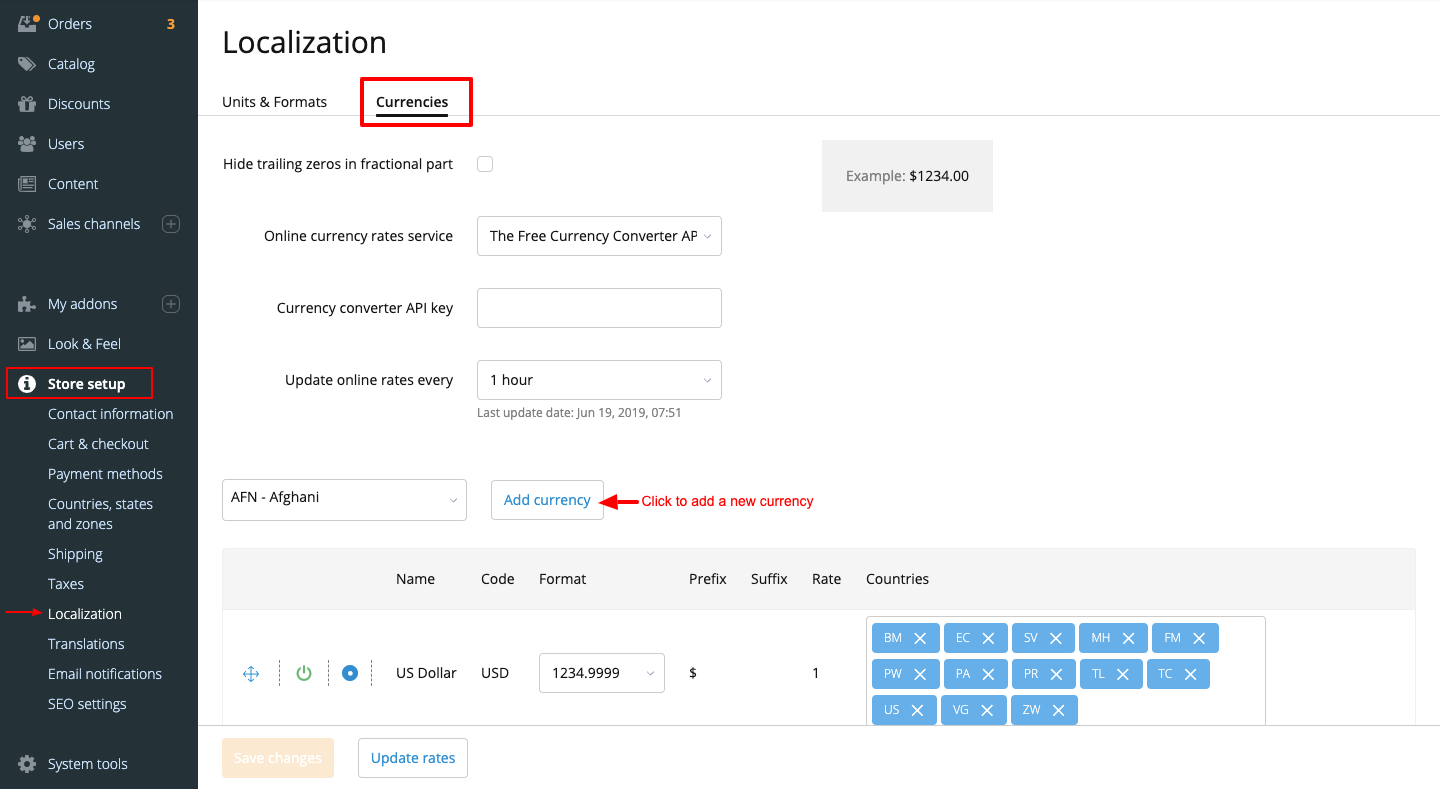 Orders 3
Catalog
Discounts
Users
Content
Sales channels
My addons
Look & Feel
Store setup
Contact information
Cart & checkout
Payment methods
Countries, states
and zones
Shipping
Taxes
Localization
Translations
Email notifications
SEO settings
System tools
Localization
Units & Formats Currencies
Hide trailing zeros in fractional part
Example: $1234.00
Online currency rates service The Free Currency Converter AP
Currency converter API key
Update online rates every 1 hour
Last update date: Jun 19, 2019, 07:51
AFN - Afghani Add currency Click to add a new currency
Name Code Format Prefix Suffix Rate Countries
US Dollar USD 1234.9999 $ 1
BM EC SV MH FM
PW PA PR TL TC
US VG ZW
Save changes Update rates